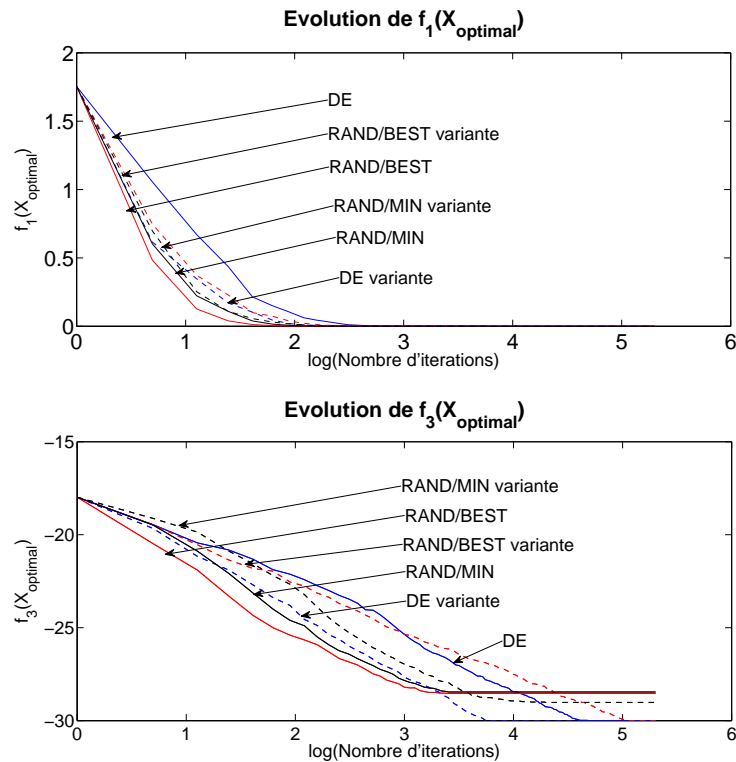 Evolution de f1(Xoptimal)
2
1.5
1
0.5
0
f1(Xoptimal)
DE
RAND/BEST variante
RAND/BEST
RAND/MIN variante
RAND/MIN
DE variante
0 1 2 3 4 5 6
log(Nombre d'iterations)
Evolution de f3(Xoptimal)
−15
−20
−25
−30
f3(Xoptimal)
RAND/MIN variante
RAND/BEST
RAND/BEST variante
RAND/MIN
DE variante
DE
0 1 2 3 4 5 6
log(Nombre d'iterations)